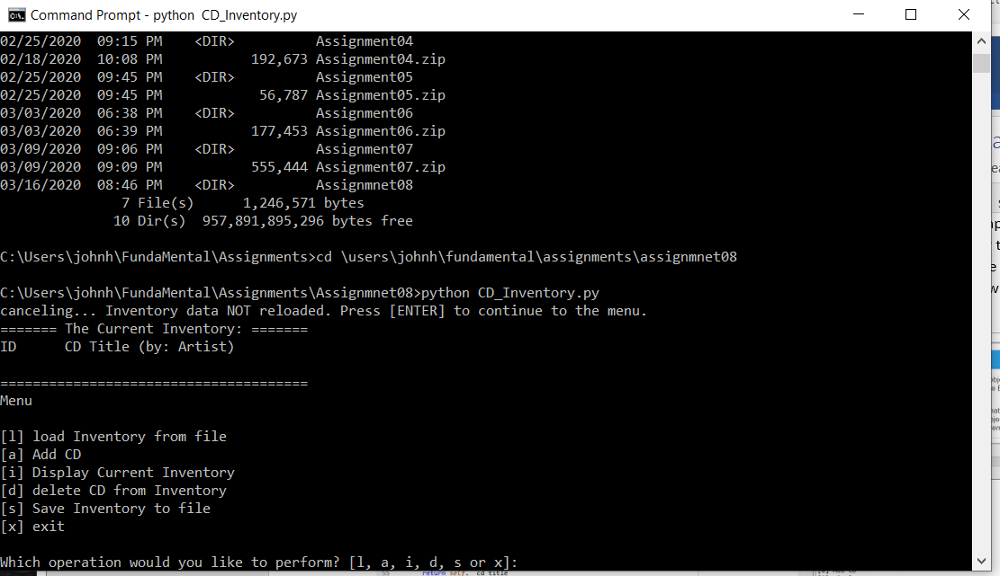 Command Prompt - python  CD_Inventory.py
02/25/2020  09:15 PM    <DIR>          Assignment04
02/18/2020  10:08 PM           192,673 Assignment04.zip
02/25/2020  09:45 PM    <DIR>          Assignment05
02/25/2020  09:45 PM            56,787 Assignment05.zip
03/03/2020  06:38 PM    <DIR>          Assignment06
03/03/2020  06:39 PM           177,453 Assignment06.zip
03/09/2020  09:06 PM    <DIR>          Assignment07
03/09/2020  09:09 PM           555,444 Assignment07.zip
03/16/2020  08:46 PM    <DIR>          Assignmnet08
               7 File(s)      1,246,571 bytes
              10 Dir(s)  957,891,895,296 bytes free
C:\Users\johnh\FundaMental\Assignments>cd \users\johnh\fundamental\assignments\assignmnet08
C:\Users\johnh\FundaMental\Assignments\Assignmnet08>python CD_Inventory.py
canceling... Inventory data NOT reloaded. Press [ENTER] to continue to the menu.
======= The Current Inventory: =======
ID      CD Title (by: Artist)
======================================
Menu
[l] load Inventory from file
[a] Add CD
[i] Display Current Inventory
[d] delete CD from Inventory
[s] Save Inventory to file
[x] exit
Which operation would you like to perform? [l, a, i, d, s or x]: